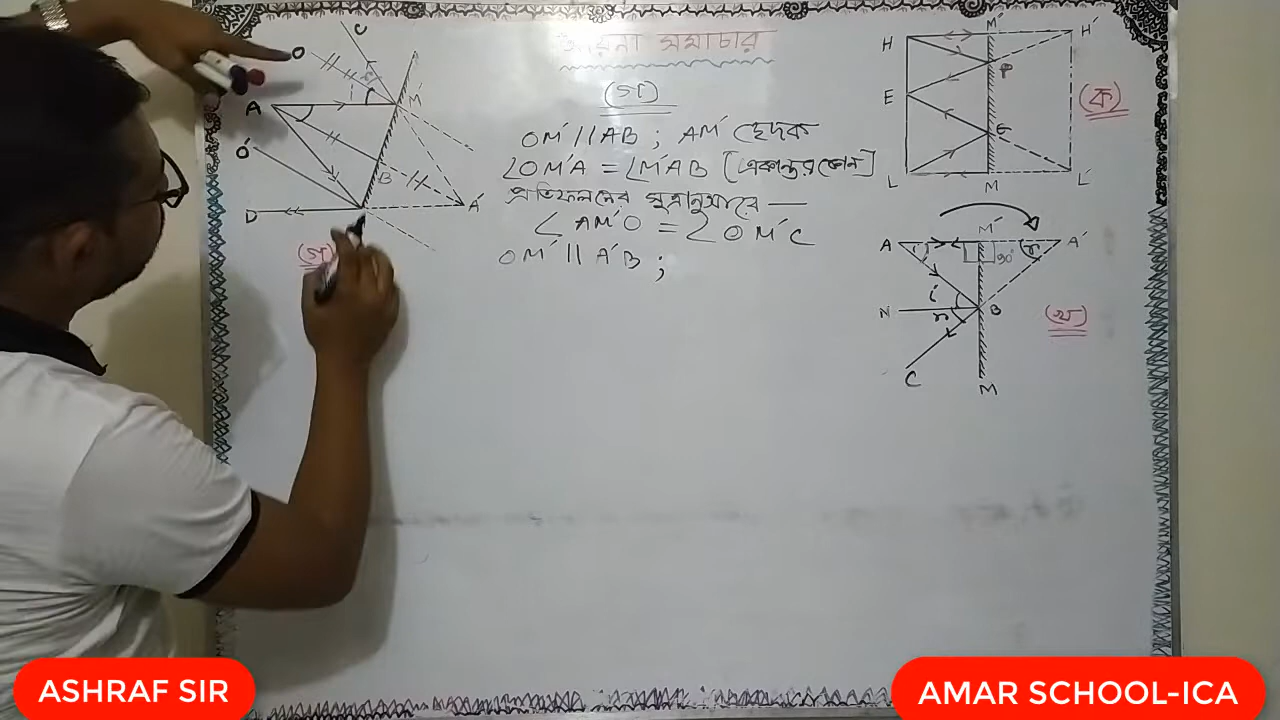 আয়না সমাচার
(গ)
OM′ // AB ; AM′ ছেদক
∠OM′A = ∠M′AB [একান্তর কোন]
প্রতিফলনের সূত্রানুসারে —
∠AM′O = ∠OM′C
OM′ // A′B ;
C
O
A
M′
i
r
O′
B
A′
D
(গ)
H
M′
H′
P
E
G
L
M
L′
(ক)
A
M′
A′
90°
i
r
N
B
C
M
(খ)
ASHRAF SIR
AMAR SCHOOL-ICA